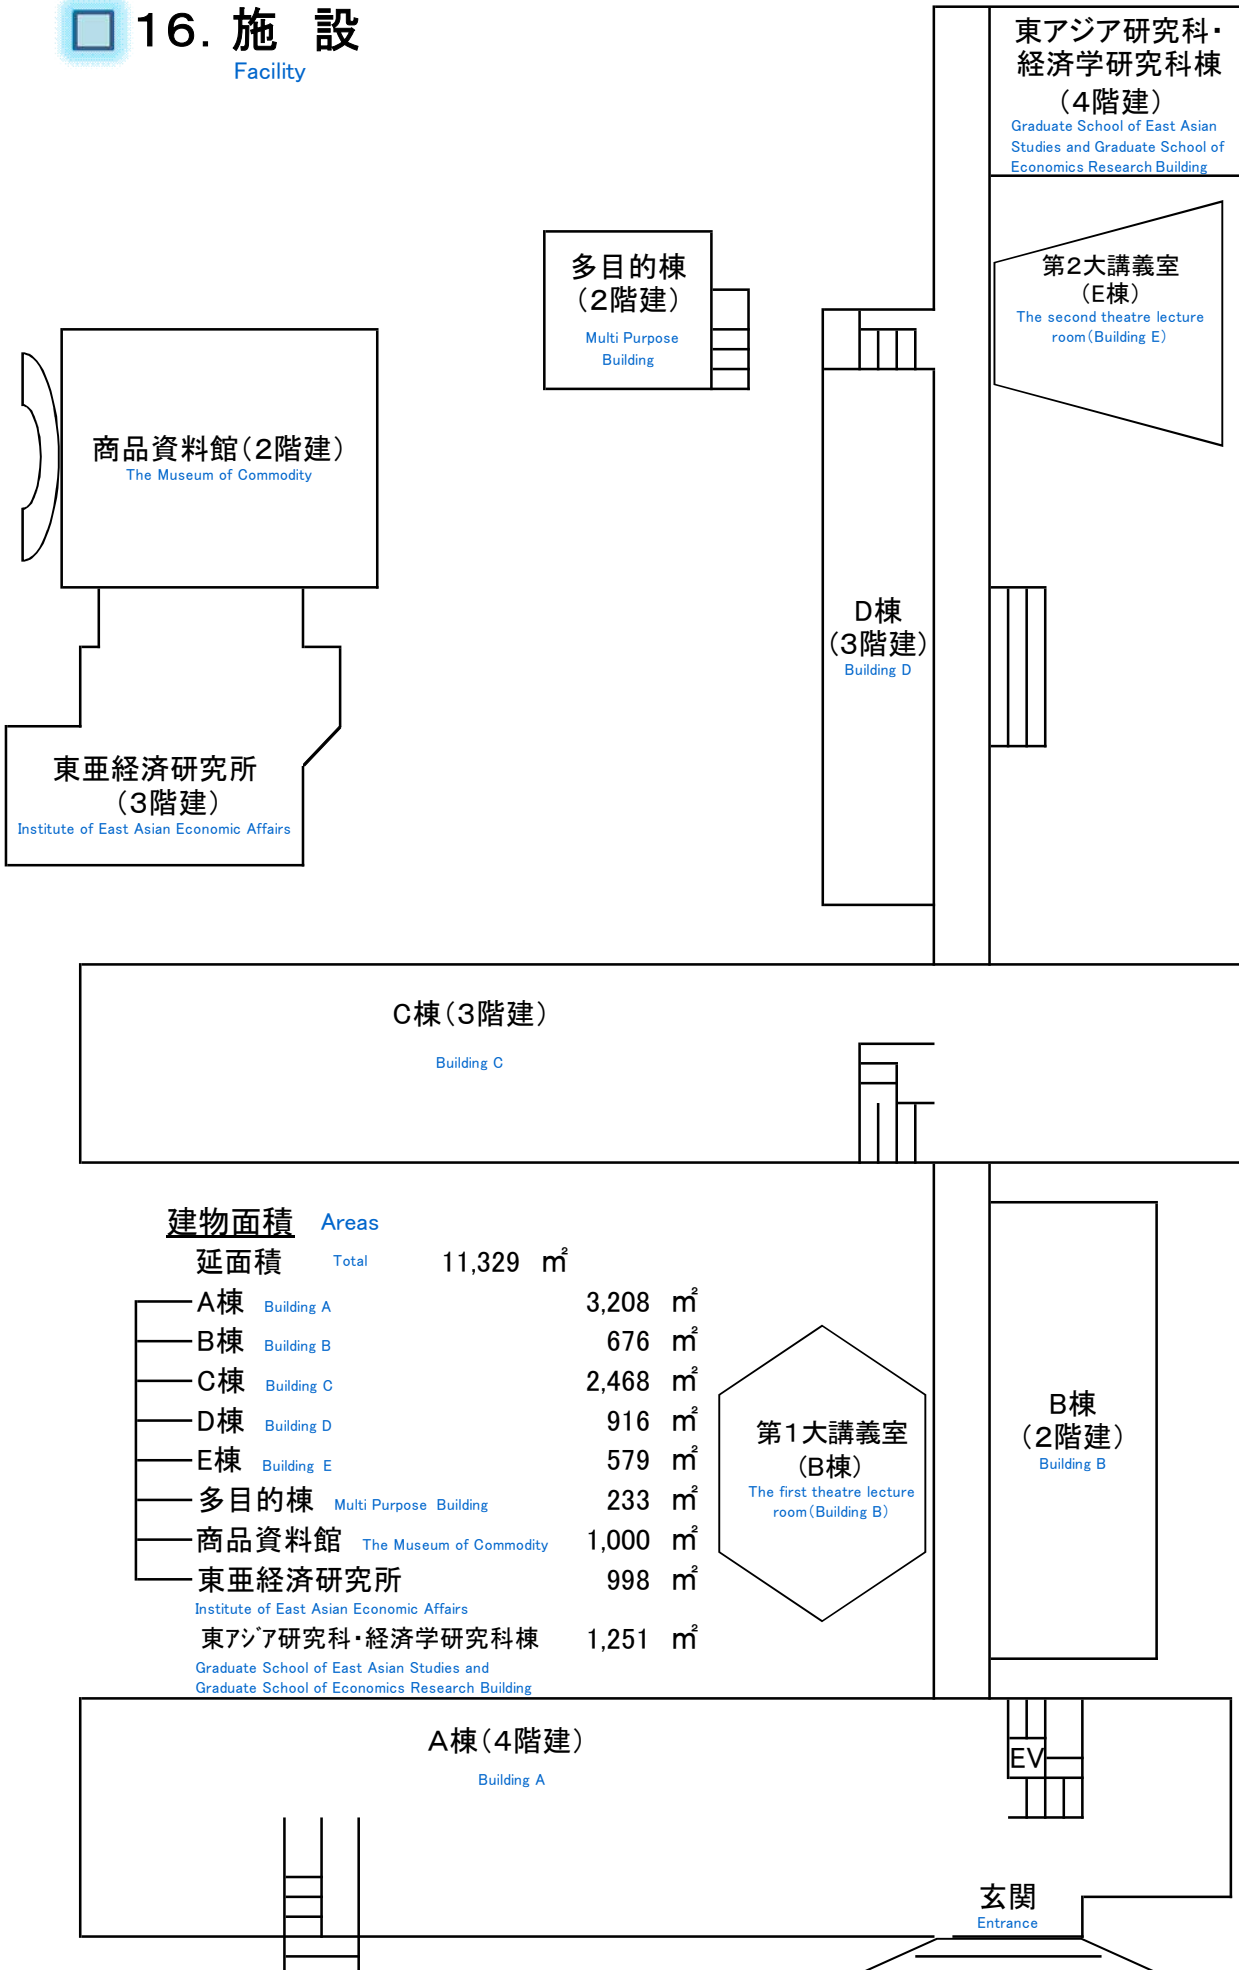 16. 施 設
Facility
東アジア研究科・
経済学研究科棟
(4階建)
Graduate School of East Asian
Studies and Graduate School of
Economics Research Building
多目的棟
(2階建)
Multi Purpose
Building
第2大講義室
(E棟)
The second theatre lecture
room(Building E)
商品資料館(2階建)
The Museum of Commodity
D棟
(3階建)
Building D
東亜経済研究所
(3階建)
Institute of East Asian Economic Affairs
C棟(3階建)
Building C
建物面積 Areas
延面積 Total 11,329 ㎡
A棟 Building A 3,208 ㎡
B棟 Building B 676 ㎡
C棟 Building C 2,468 ㎡
D棟 Building D 916 ㎡
E棟 Building E 579 ㎡
多目的棟 Multi Purpose Building 233 ㎡
商品資料館 The Museum of Commodity 1,000 ㎡
東亜経済研究所 998 ㎡
Institute of East Asian Economic Affairs
東アジア研究科・経済学研究科棟 1,251 ㎡
Graduate School of East Asian Studies and
Graduate School of Economics Research Building
第1大講義室
(B棟)
The first theatre lecture
room(Building B)
B棟
(2階建)
Building B
A棟(4階建)
Building A
EV
玄関
Entrance